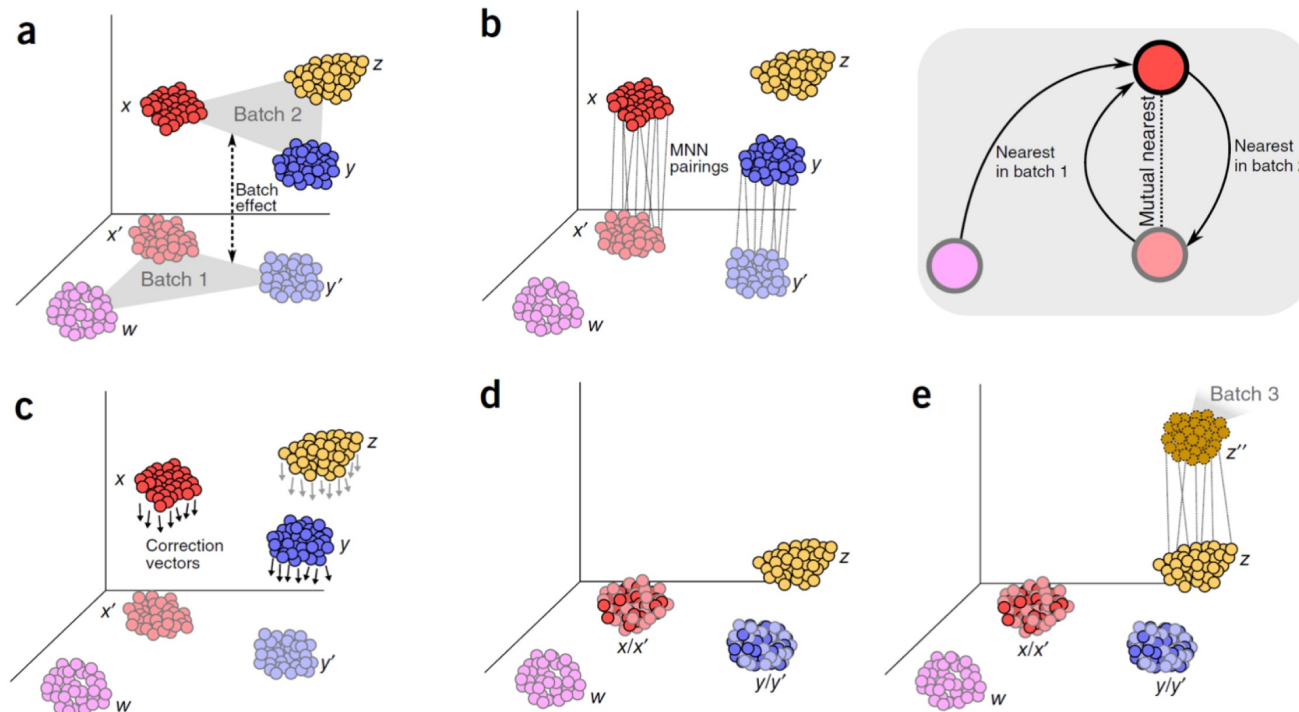 a
x
z
Batch 2
y
Batch
effect
x'
Batch 1
y'
w
b
x
z
MNN
pairings
y
x'
y'
w
Nearest
in batch 1
Mutual nearest
Nearest
in batch
c
x
z
y
Correction
vectors
x'
y'
w
d
z
x/x'
y/y'
w
e
Batch 3
z''
z
x/x'
y/y'
w